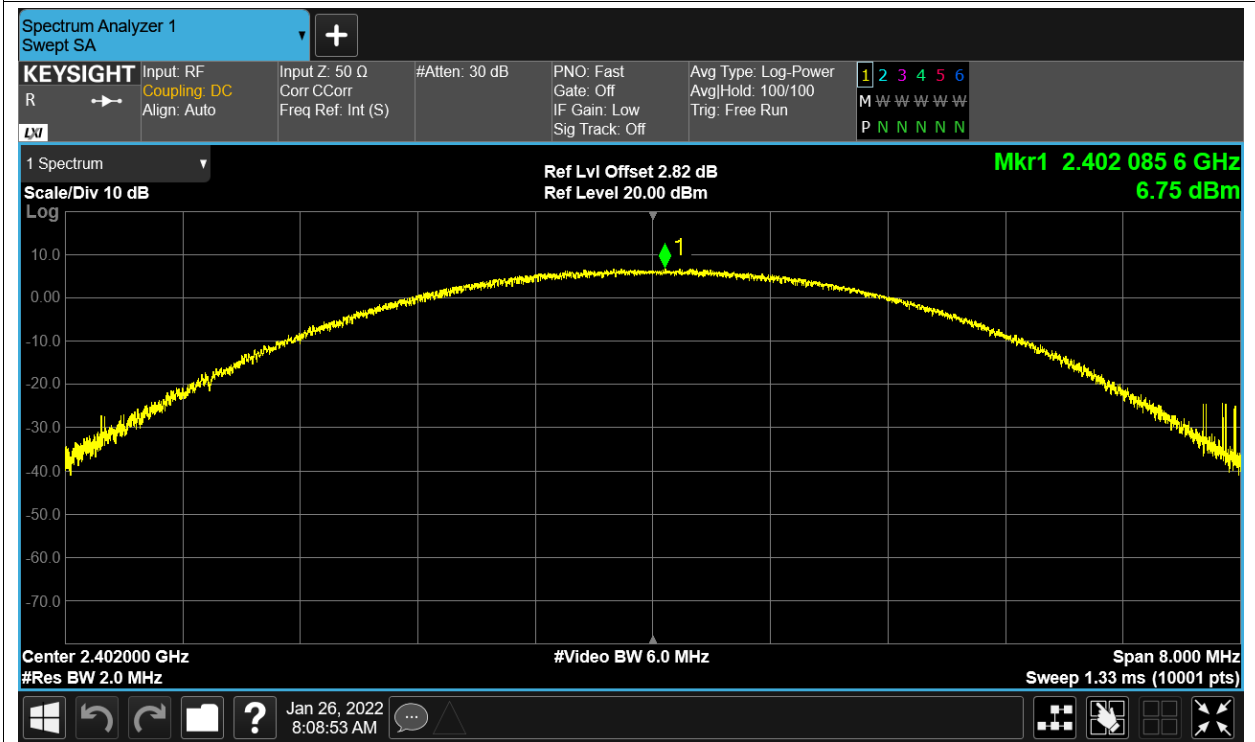 Spectrum Analyzer 1
Swept SA
+
KEYSIGHT
R
LXI
Input: RF
Coupling: DC
Align: Auto
Input Z: 50 Ω
Corr CCorr
Freq Ref: Int (S)
#Atten: 30 dB
PNO: Fast
Gate: Off
IF Gain: Low
Sig Track: Off
Avg Type: Log-Power
Avg|Hold: 100/100
Trig: Free Run
1 2 3 4 5 6
M W W W W W
P N N N N N
1 Spectrum
Scale/Div 10 dB
Log
Ref Lvl Offset 2.82 dB
Ref Level 20.00 dBm
Mkr1 2.402 085 6 GHz
6.75 dBm
1
10.0
0.00
-10.0
-20.0
-30.0
-40.0
-50.0
-60.0
-70.0
Center 2.402000 GHz
#Res BW 2.0 MHz
#Video BW 6.0 MHz
Span 8.000 MHz
Sweep 1.33 ms (10001 pts)
?
Jan 26, 2022
8:08:53 AM